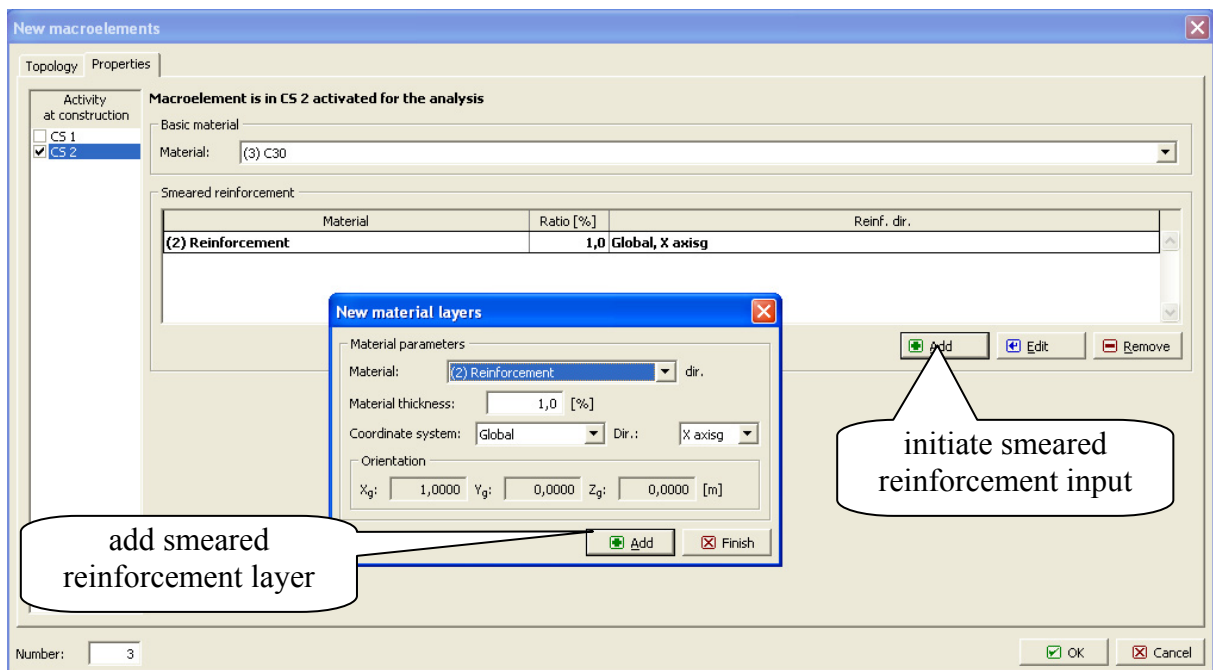 New macroelements
Topology Properties
Activity
at construction
CS 1
CS 2
Macroelement is in CS 2 activated for the analysis
Basic material
Material: (3) C30
Smeared reinforcement
Material Ratio [%] Reinf. dir.
(2) Reinforcement 1,0 Global, X axisg
Add Edit Remove
New material layers
Material parameters
Material: (2) Reinforcement dir.
Material thickness: 1,0 [%]
Coordinate system: Global Dir.: X axisg
Orientation
Xg: 1,0000 Yg: 0,0000 Zg: 0,0000 [m]
Add Finish
initiate smeared
reinforcement input
add smeared
reinforcement layer
Number: 3
OK Cancel